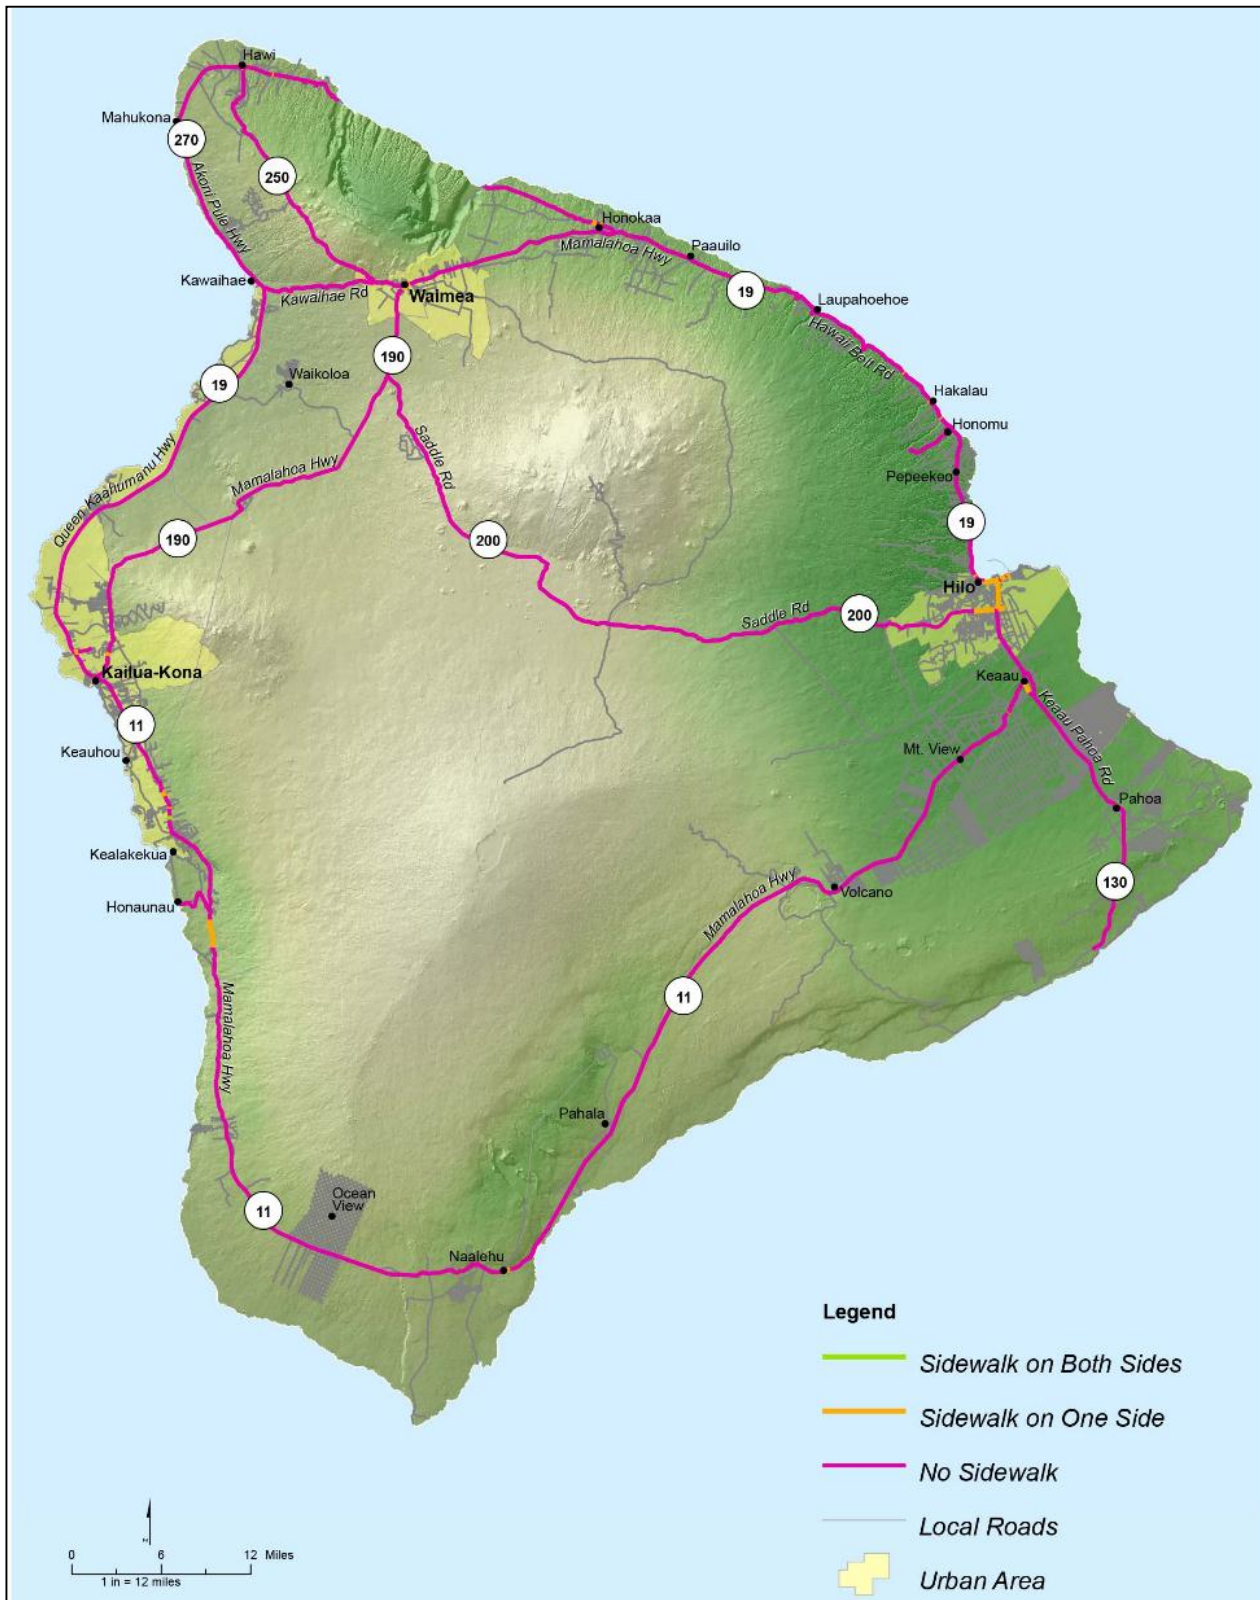 Hawi
Mahukona
270
250
Akoni Pule Hwy
Honokaa
Mamalahoa Hwy
Paauilo
Kawaihae
Kawaihae Rd
Waimea
19
Laupahoehoe
Hawaii Belt Rd
190
19
Waikoloa
Hakalau
Honomu
Saddle Rd
Queen Kaahumanu Hwy
Mamalahoa Hwy
Pepeekeo
190
200
19
Hilo
Saddle Rd
200
Kailua-Kona
Keaau
11
Keaau Pahoa Rd
Keauhou
Mt. View
Pahoa
Kealakekua
Mamalahoa Hwy
Volcano
130
Honaunau
11
Mamalahoa Hwy
Pahala
Ocean
View
11
Naalehu
Legend
Sidewalk on Both Sides
Sidewalk on One Side
No Sidewalk
Local Roads
Urban Area
z
0 6 12 Miles
1 in = 12 miles